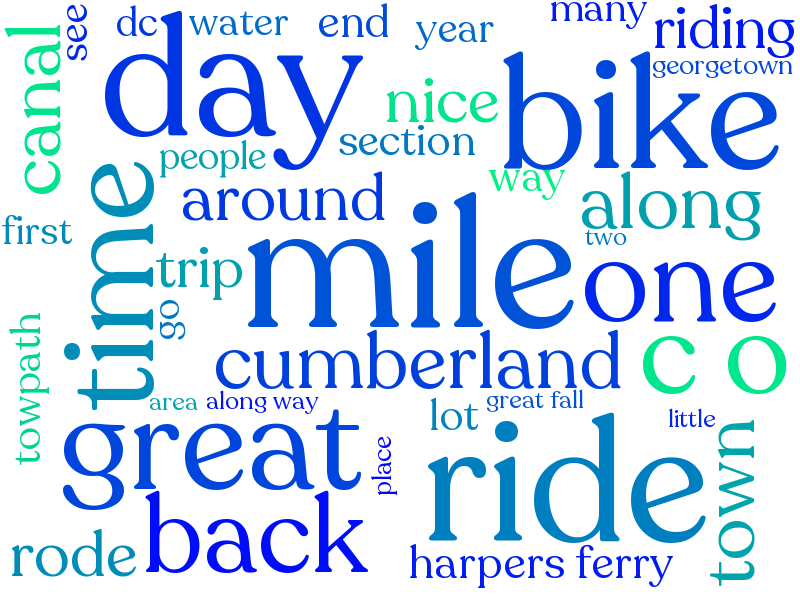 canal
see
dc
water
end
year
many
riding
georgetown
day
nice
bike
section
people
way
time
around
along
first
two
mile
trip
one
go
towpath
cumberland
c o
area
along way
great fall
lot
little
great
place
ride
town
back
rode
harpers ferry